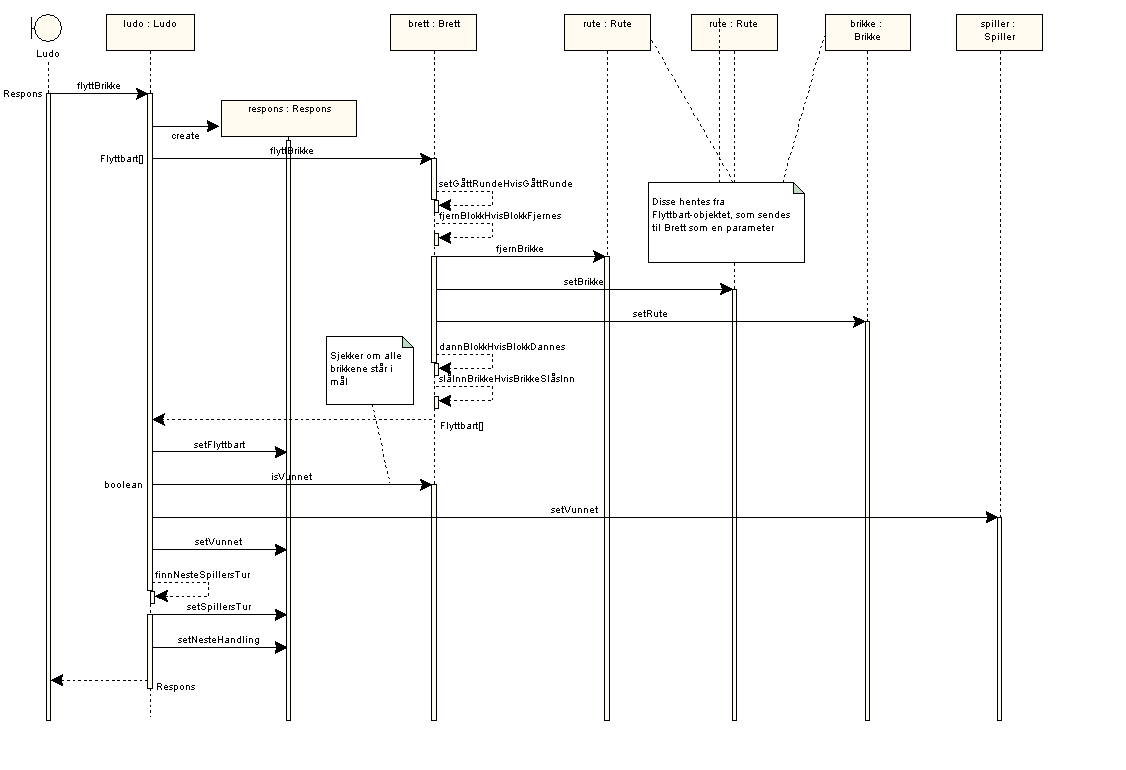 ludo : Ludo
brett : Brett
rute : Rute
rute : Rute
brikke :
Brikke
spiller :
Spiller
Ludo
Respons
flyttBrikke
respons : Respons
create
Flyttbart[]
flyttBrikke
setGåttRundeHvisGåttRunde
fjernBlokkHvisBlokkFjernes
Disse hentes fra
Flyttbart-objektet, som sendes
til Brett som en parameter
fjernBrikke
setBrikke
setRute
Sjekker om alle
brikkene står i
mål
dannBlokkHvisBlokkDannes
slåInnBrikkeHvisBrikkeSlåsInn
Flyttbart[]
setFlyttbart
boolean
isVunnet
setVunnet
setVunnet
finnNesteSpillersTur
setSpillersTur
setNesteHandling
Respons